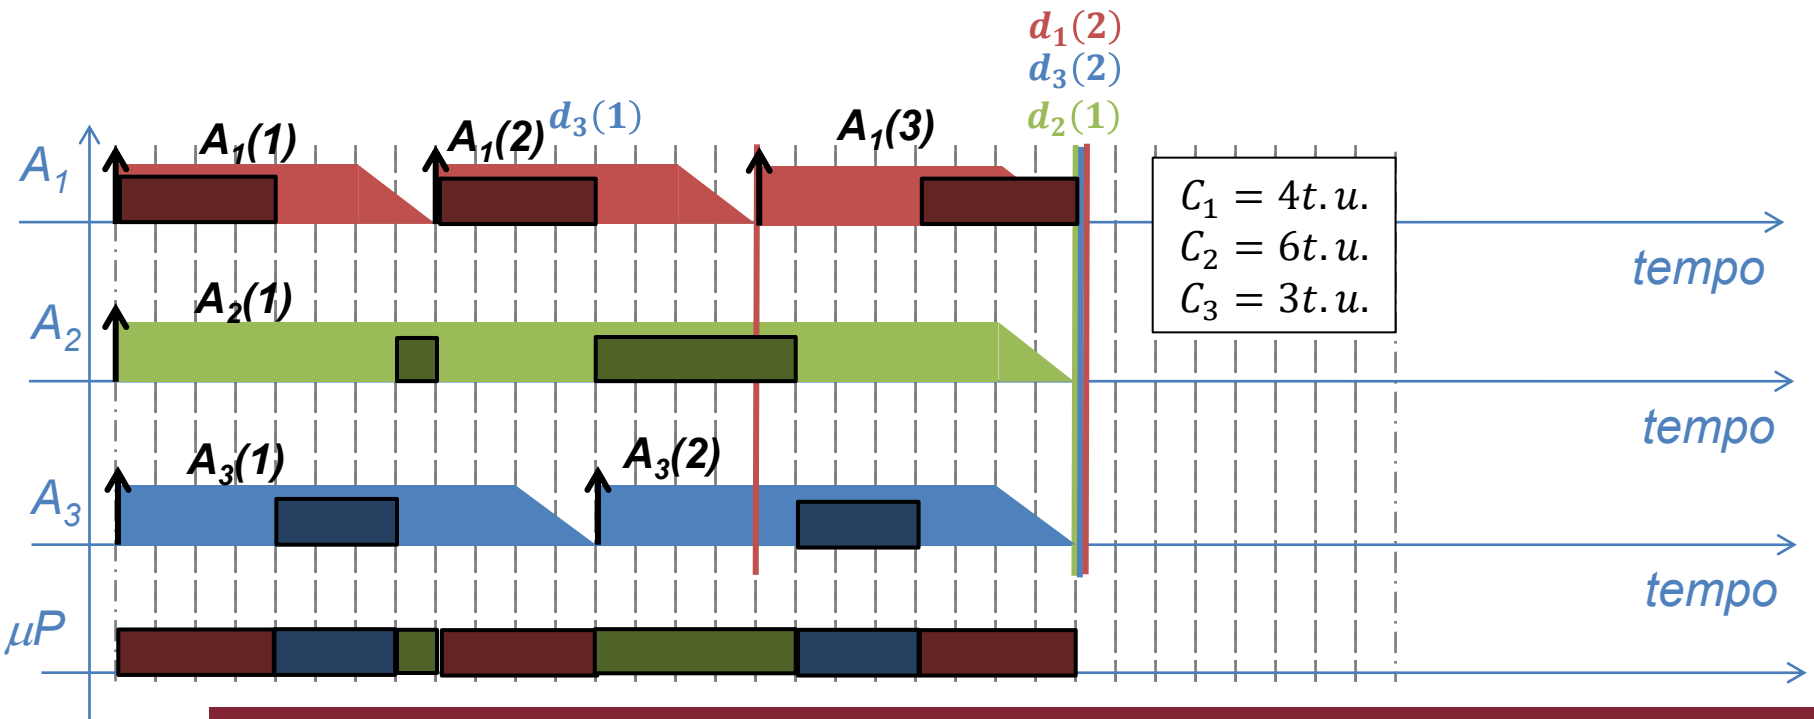 d₁(2)
d₃(2)
d₂(1)
d₃(1)
A₁
A₁(1)
A₁(2)
A₁(3)
C₁ = 4t.u.
C₂ = 6t.u.
C₃ = 3t.u.
tempo
A₂
A₂(1)
tempo
A₃
A₃(1)
A₃(2)
tempo
μP